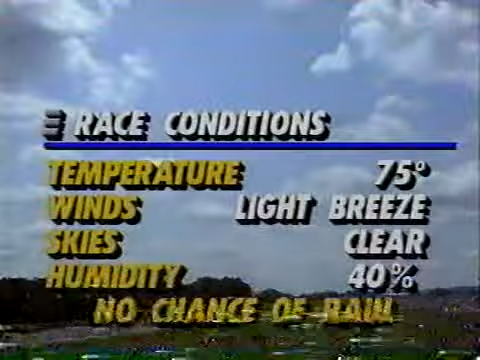 RACE CONDITIONS
TEMPERATURE 75°
WINDS LIGHT BREEZE
SKIES CLEAR
HUMIDITY 40%
NO CHANCE OF RAIN